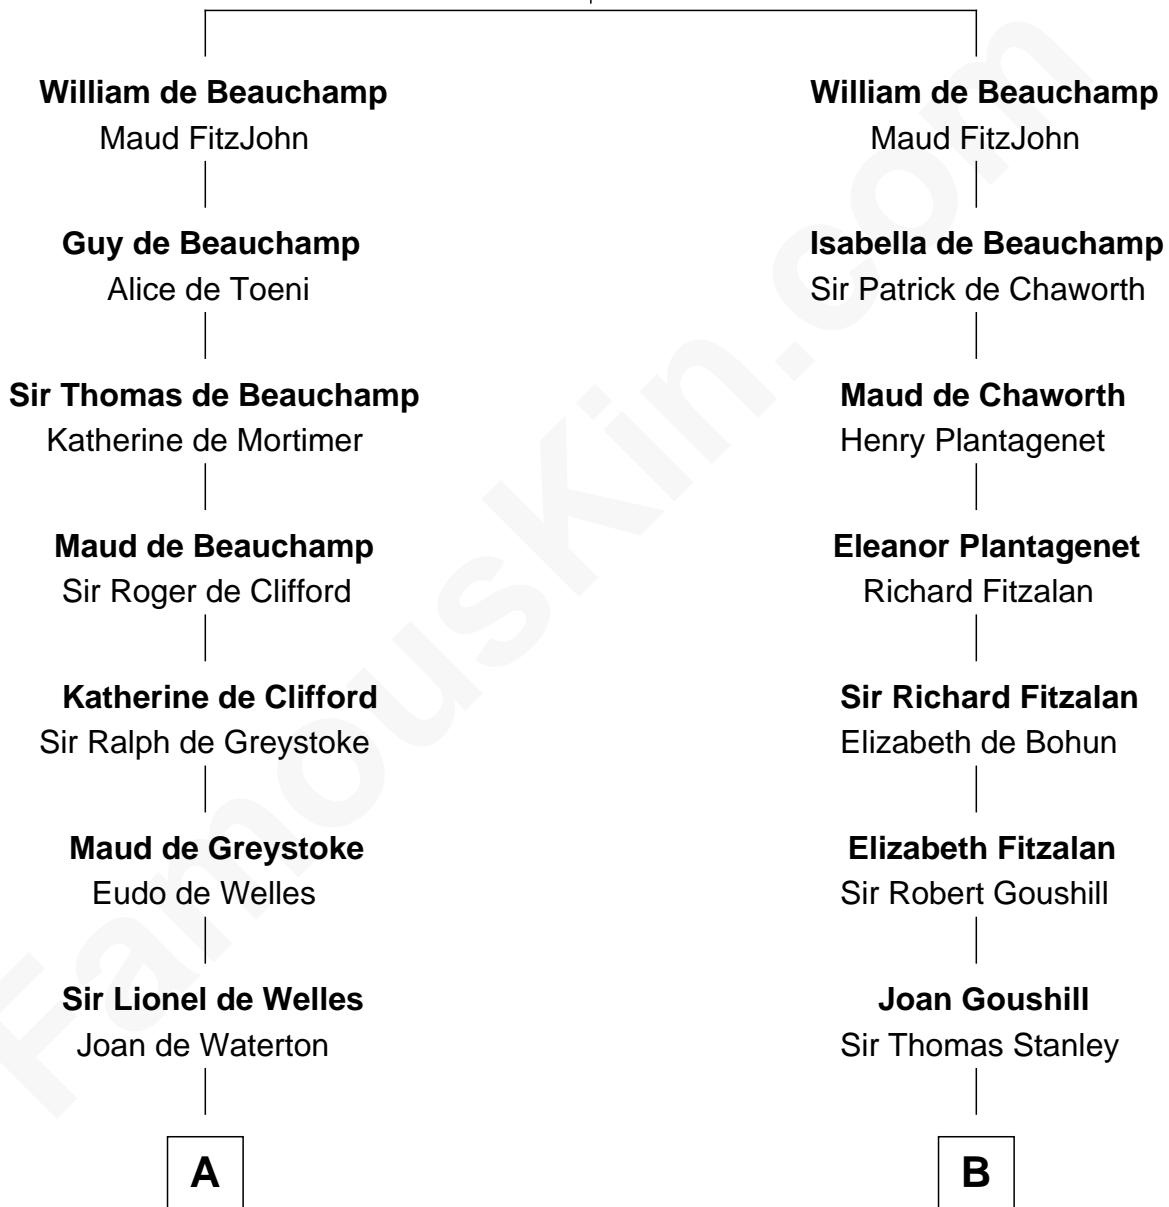 William de Beauchamp
Maud FitzJohn
Guy de Beauchamp
Alice de Toeni
Sir Thomas de Beauchamp
Katherine de Mortimer
Maud de Beauchamp
Sir Roger de Clifford
Katherine de Clifford
Sir Ralph de Greystoke
Maud de Greystoke
Eudo de Welles
Sir Lionel de Welles
Joan de Waterton
A
William de Beauchamp
Maud FitzJohn
Isabella de Beauchamp
Sir Patrick de Chaworth
Maud de Chaworth
Henry Plantagenet
Eleanor Plantagenet
Richard Fitzalan
Sir Richard Fitzalan
Elizabeth de Bohun
Elizabeth Fitzalan
Sir Robert Goushill
Joan Goushill
Sir Thomas Stanley
B
FamousKin.com